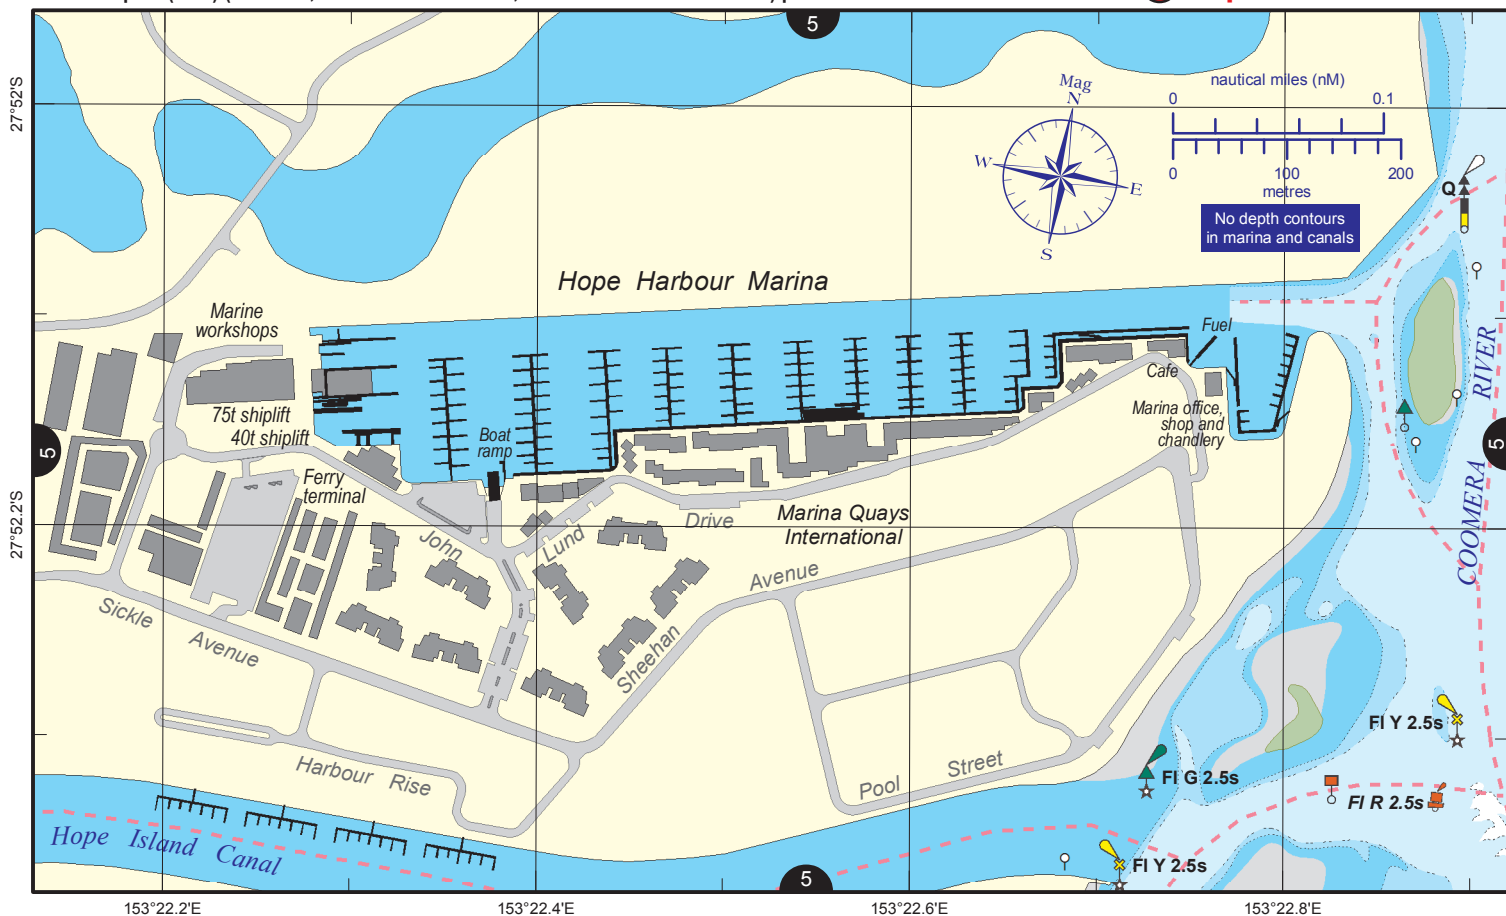 5
27°52'S
Mag
N
W
E
S
nautical miles (nM)
0 0.1
0 100 200
metres
No depth contours
in marina and canals
Q
Hope Harbour Marina
Marine
workshops
Fuel
Cafe
RIVER
COOMERA
75t shiplift
40t shiplift
Marina office,
shop and
chandlery
Boat
ramp
5
5
Ferry
terminal
27°52.2'S
John
Lund
Drive
Marina Quays
International
Avenue
Sickle
Avenue
Sheehan
Harbour Rise
Pool Street
Fl Y 2.5s
Fl G 2.5s
Fl R 2.5s
Hope Island Canal
Fl Y 2.5s
5
153°22.2'E
153°22.4'E
153°22.6'E
153°22.8'E